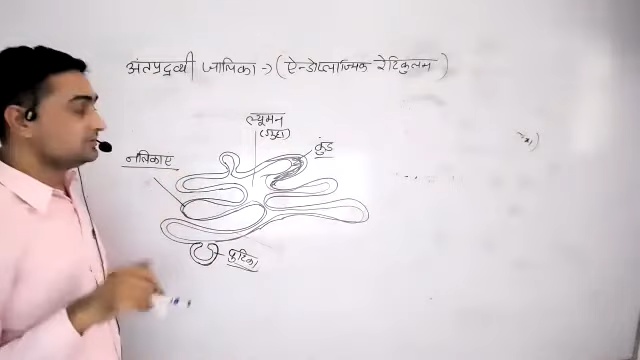 अंतप्रद्रव्यी जालिका → (ऐन्डोप्लाज्मिक रेटिकुलम)
ल्यूमन
(गुहा)
कुंड
नलिकाए
पुटिका